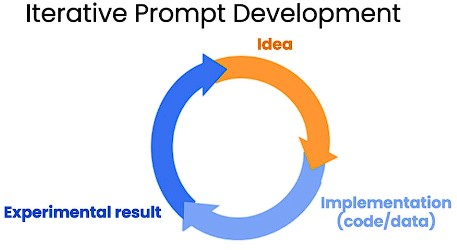 Iterative Prompt Development
Idea
Implementation
(code/data)
Experimental result